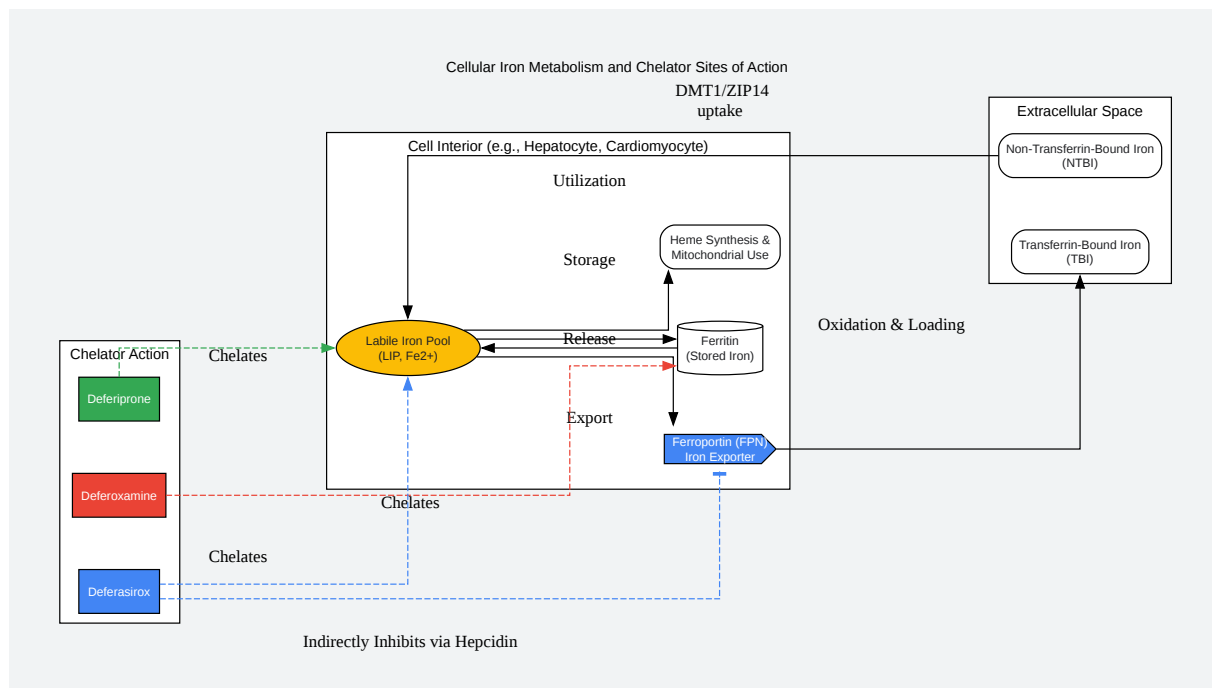 Cellular Iron Metabolism and Chelator Sites of Action
DMT1/ZIP14
uptake
Extracellular Space
Non-Transferrin-Bound Iron
(NTBI)
Transferrin-Bound Iron
(TBI)
Cell Interior (e.g., Hepatocyte, Cardiomyocyte)
Utilization
Heme Synthesis &
Mitochondrial Use
Storage
Oxidation & Loading
Labile Iron Pool
(LIP, Fe2+)
Release
Ferritin
(Stored Iron)
Export
Ferroportin (FPN)
Iron Exporter
Chelator Action
Chelates
Deferiprone
Deferoxamine
Chelates
Chelates
Deferasirox
Indirectly Inhibits via Hepcidin